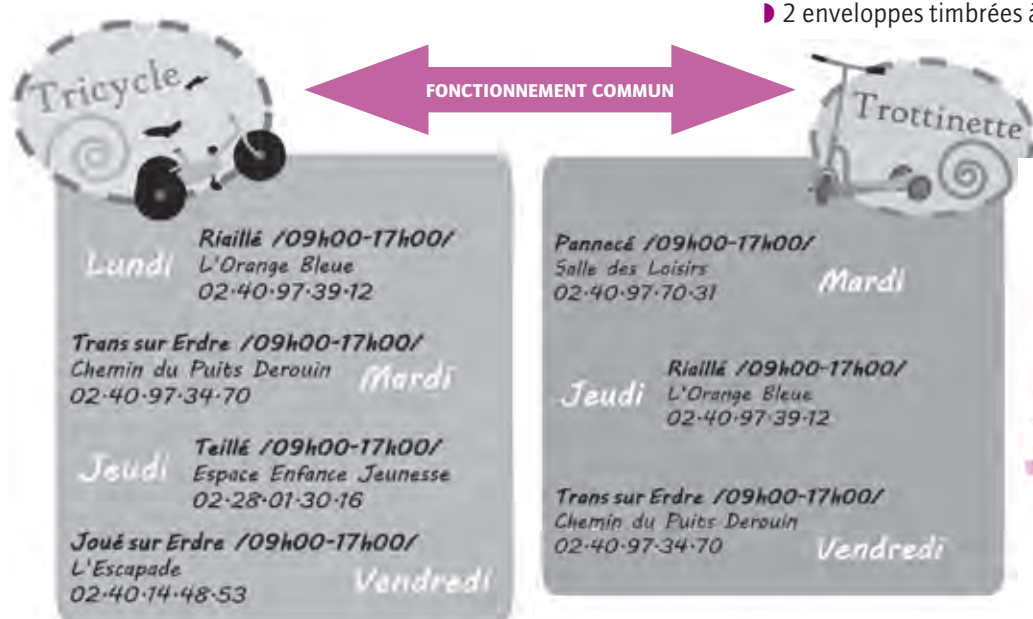 2 enveloppes timbrées à
Tricycle
FONCTIONNEMENT COMMUN
Trottinette
Lundi
Riaillé /09h00-17h00/
L'Orange Bleue
02·40·97·39·12
Trans sur Erdre /09h00-17h00/
Chemin du Puits Derouin
02·40·97·34·70
Mardi
Jeudi
Teillé /09h00-17h00/
Espace Enfance Jeunesse
02·28·01·30·16
Joué sur Erdre /09h00-17h00/
L'Escapade
02·40·14·48·53
Vendredi
Pannecé /09h00-17h00/
Salle des Loisirs
02·40·97·70·31
Mardi
Jeudi
Riaillé /09h00-17h00/
L'Orange Bleue
02·40·97·39·12
Trans sur Erdre /09h00-17h00/
Chemin du Puits Derouin
02·40·97·34·70
Vendredi